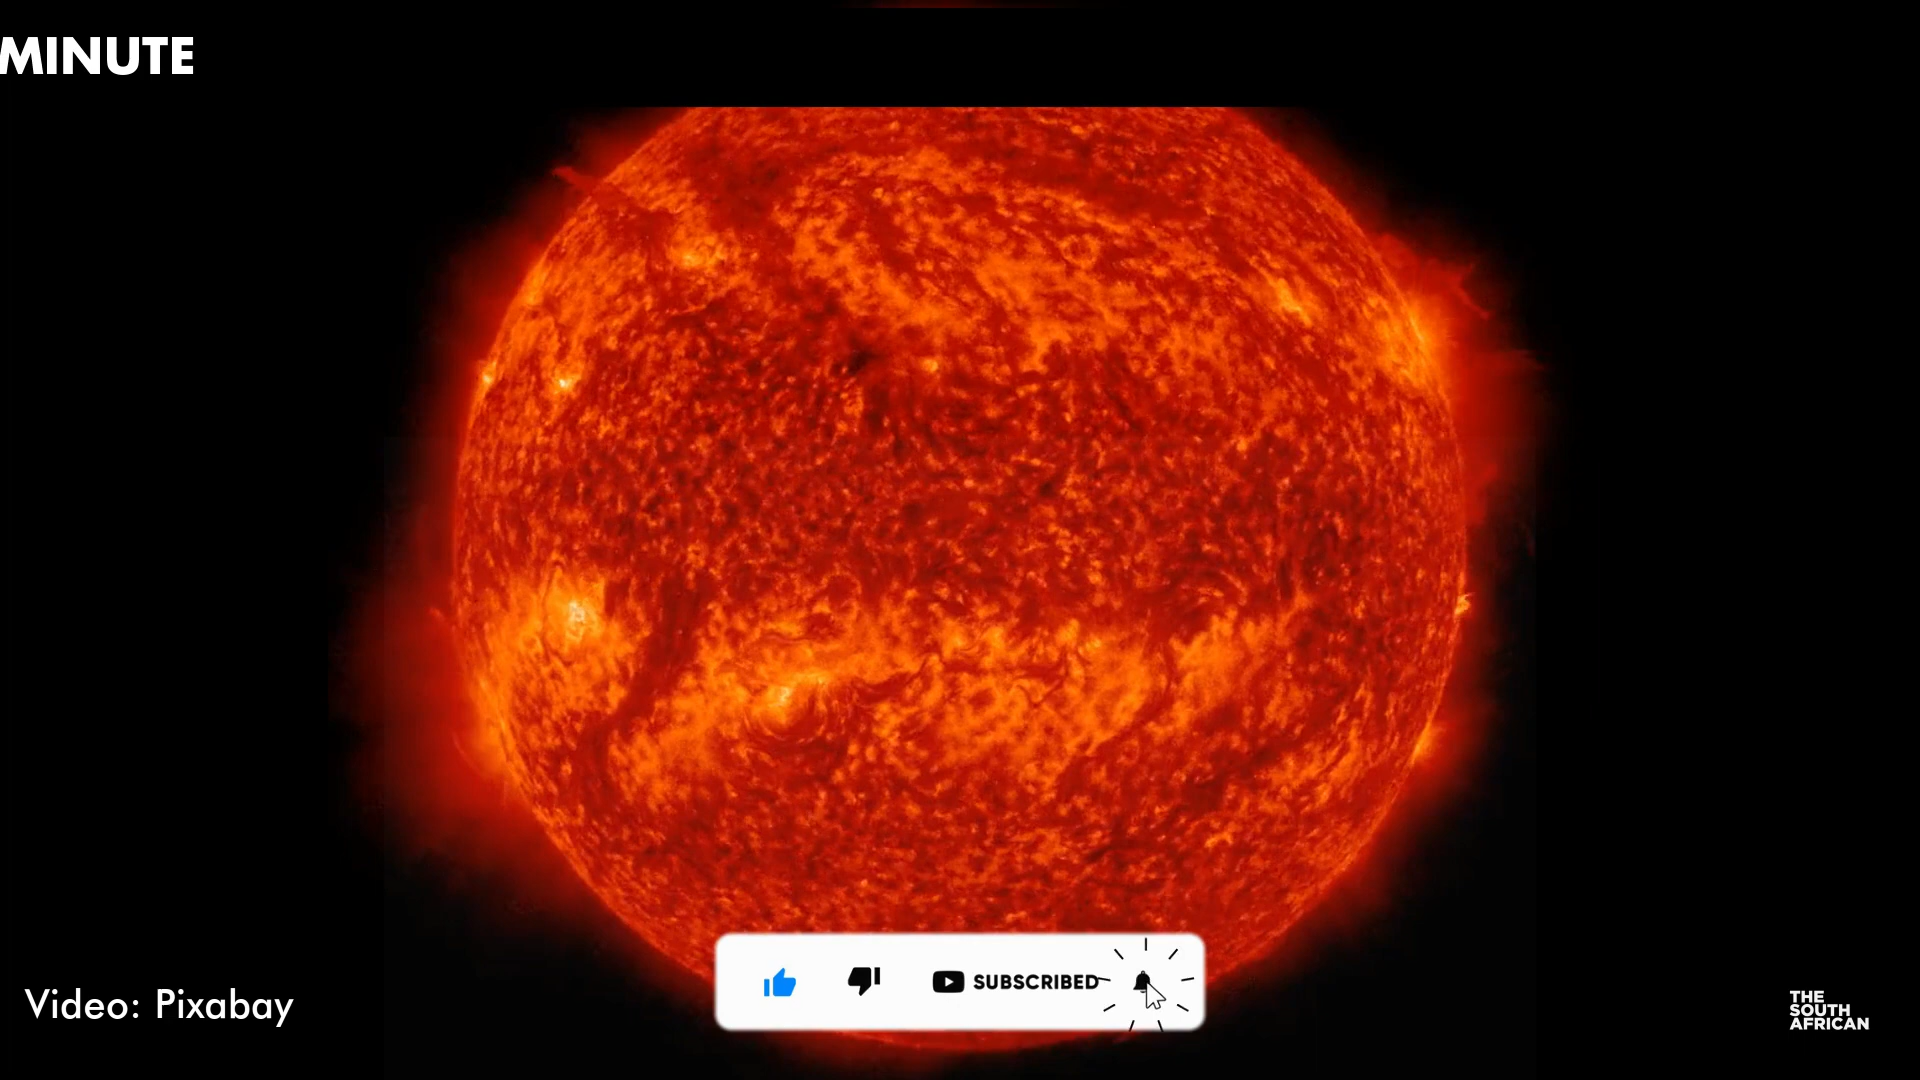 MINUTE
SUBSCRIBED
Video: Pixabay
THE
SOUTH
AFRICAN